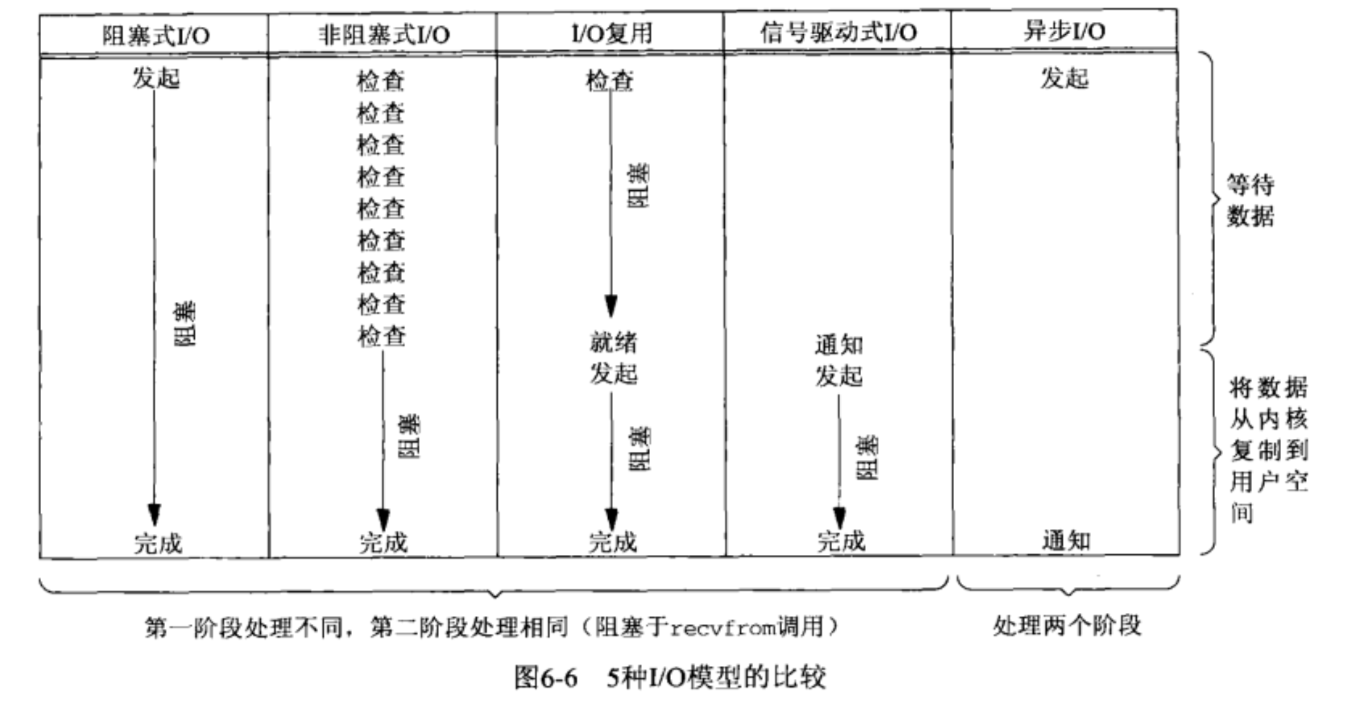 阻塞式I/O 非阻塞式I/O I/O复用 信号驱动式I/O 异步I/O
发起 检查 检查 发起
检查
检查
检查
检查
检查
检查
检查
检查
阻塞
阻塞
等待
数据
就绪 通知
发起 发起
阻塞 阻塞 阻塞
将数据
从内核
复制到
用户空
间
完成 完成 完成 完成 通知
第一阶段处理不同，第二阶段处理相同（阻塞于recvfrom调用） 处理两个阶段
图6-6 5种I/O模型的比较